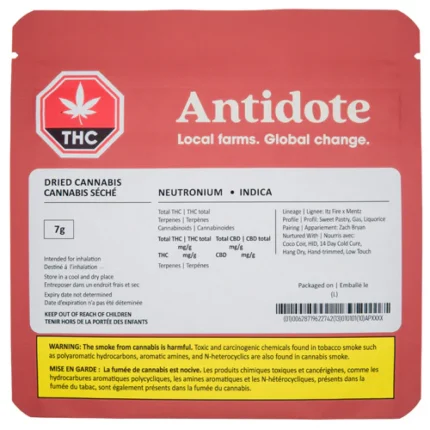 THC
Antidote
Local farms. Global change.
DRIED CANNABIS
CANNABIS SÉCHÉ
7g
Intended for inhalation
Destiné à l'inhalation ...
Store in a cool and dry place
Entreposer dans un endroit frais et sec
Expiry date not determined
Date d'expiration n'a pas été déterminée
KEEP OUT OF REACH OF CHILDREN
TENIR HORS DE LA PORTÉE DES ENFANTS
NEUTRONIUM • INDICA
Total THC | THC total
Terpenes | Terpènes
Cannabinoids | Cannabinoïdes
Total THC | THC total Total CBD | CBD total
mg/g mg/g
THC mg/g CBD mg/g
Terpenes | Terpènes
Lineage | Lignée: Itz Fire x Mentz
Profile | Profil: Sweet Pastry, Gas, Liquorice
Pairing | Appariement: Zach Bryan
Nurtured With | Nourris avec:
Coco Coir, HID, 14 Day Cold Cure,
Hang Dry, Hand-trimmed, Low Touch
Packaged on | Emballé le
(L)
WARNING: The smoke from cannabis is harmful. Toxic and carcinogenic chemicals found in tobacco smoke such
as polyaromatic hydrocarbons, aromatic amines, and N-heterocyclics are also found in cannabis smoke.
MISE EN GARDE : La fumée de cannabis est nocive. Les produits chimiques toxiques et cancérigènes, comme les
hydrocarbures aromatiques polycycliques, les amines aromatiques et les N-hétérocycliques, présents dans la
fumée du tabac, sont également présents dans la fumée du cannabis.